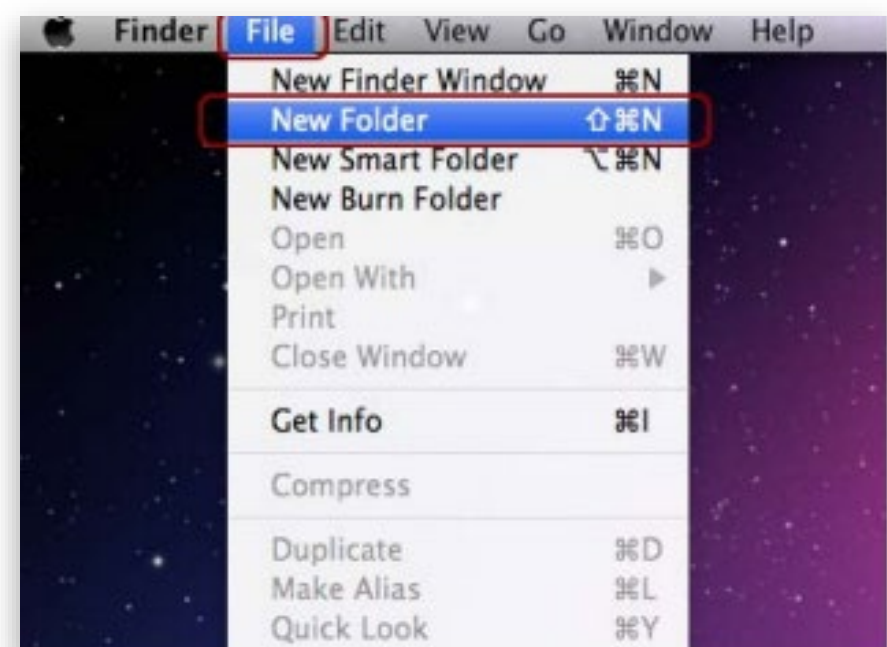 Finder File Edit View Go Window Help
New Finder Window ⌘N
New Folder ⇧⌘N
New Smart Folder ⌥⌘N
New Burn Folder
Open ⌘O
Open With ▶
Print
Close Window ⌘W
Get Info ⌘I
Compress
Duplicate ⌘D
Make Alias ⌘L
Quick Look ⌘Y